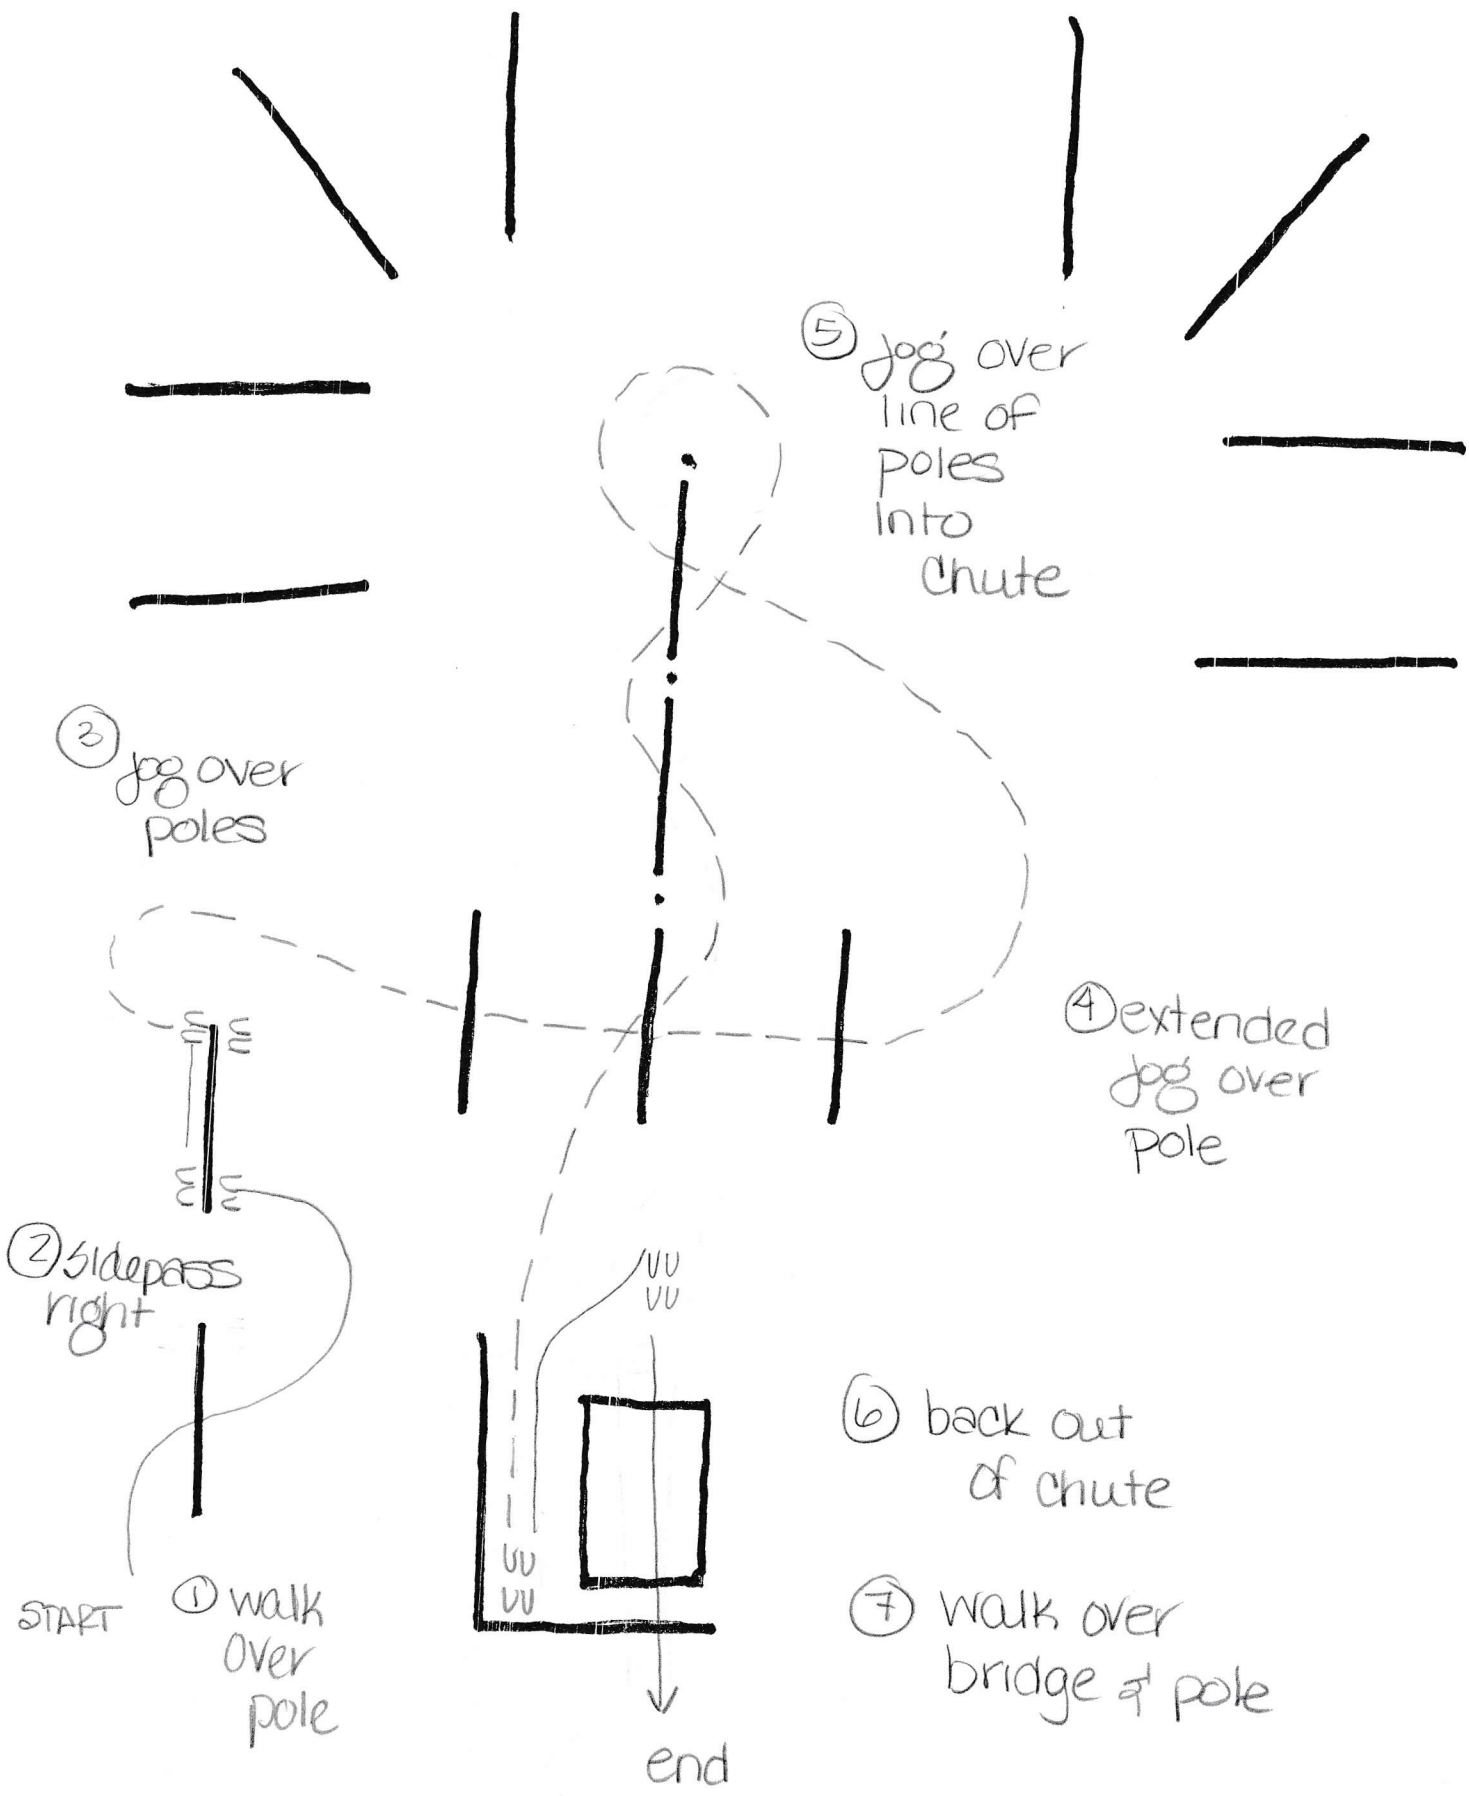 5 Jog over
line of
poles
into
chute
3 Jog over
poles
4 extended
Jog over
pole
2 sidepass
right
START
1 walk
over
pole
6 back out
of chute
7 walk over
bridge & pole
end